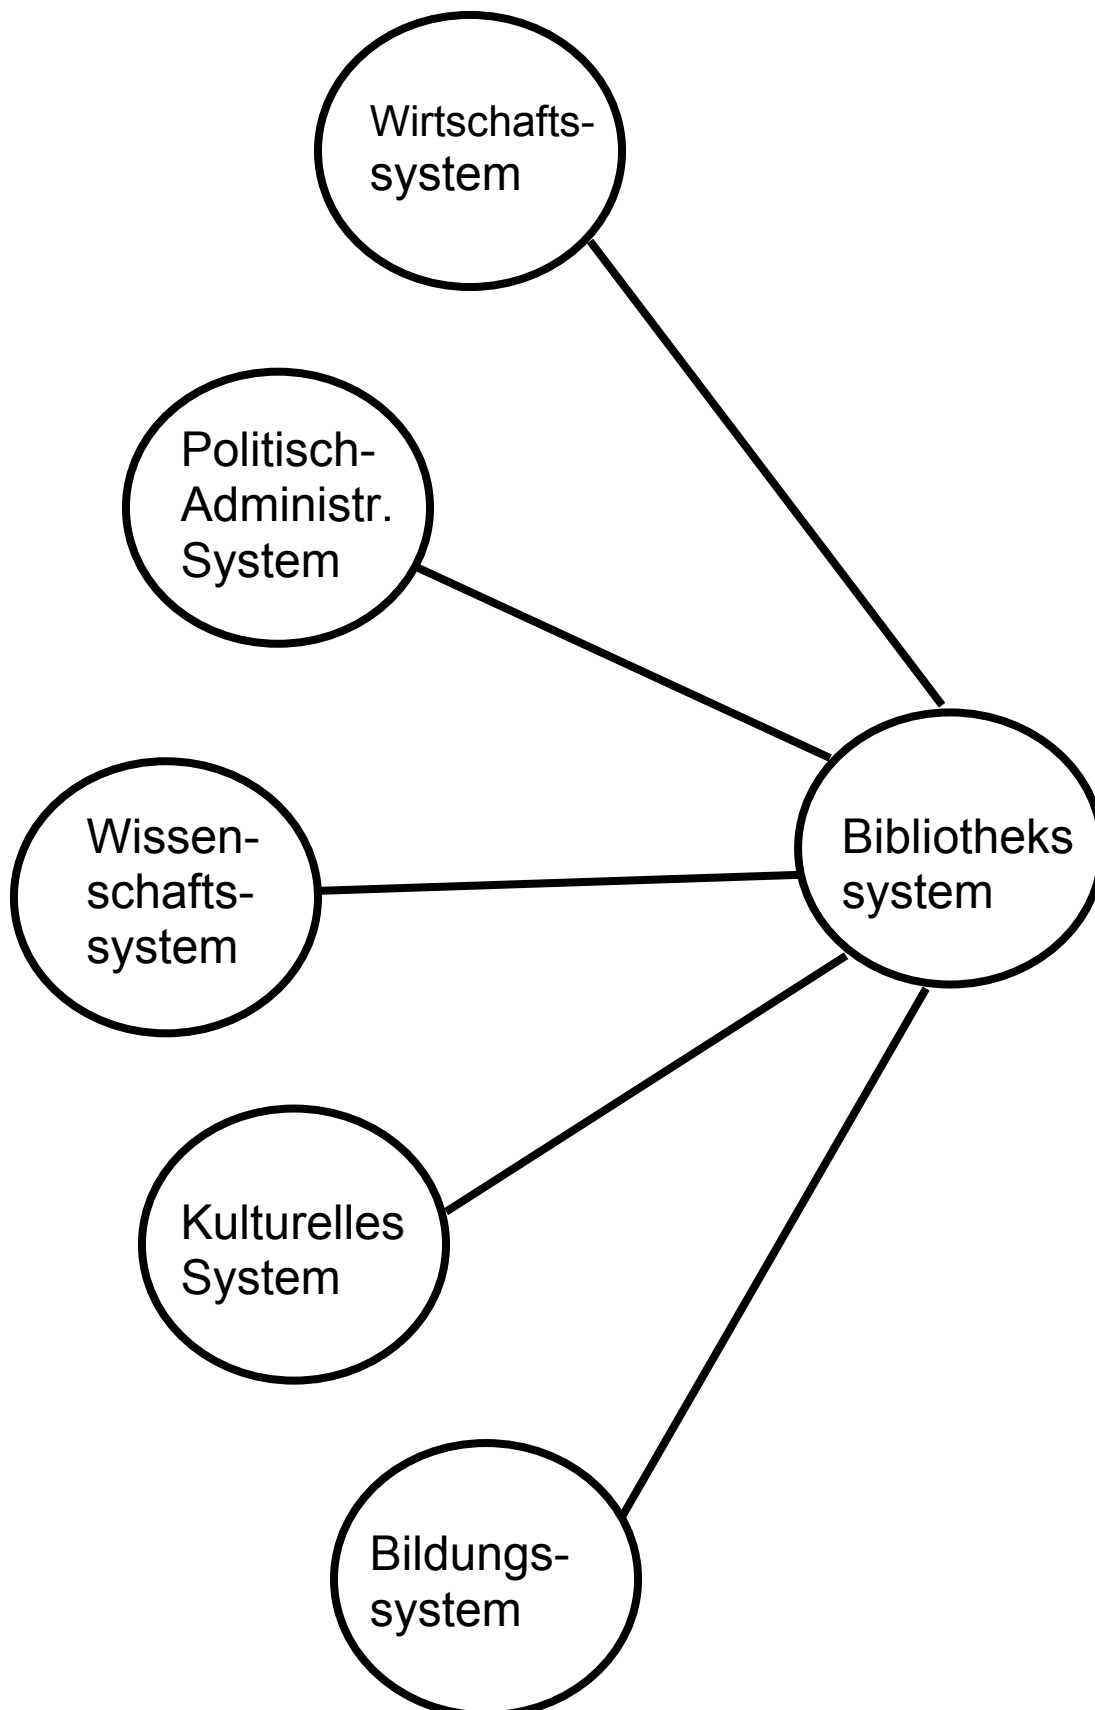 Wirtschafts-
system
Politisch-
Administr.
System
Wissen-
schafts-
system
Bibliotheks
system
Kulturelles
System
Bildungs-
system